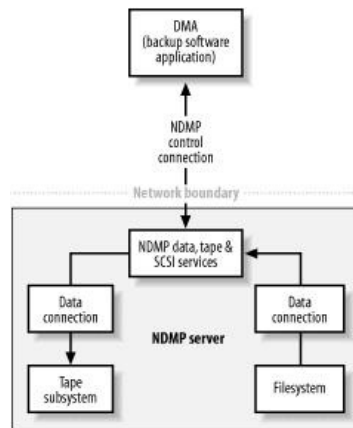 DMA
(backup software
application)
NDMP
control
connection
Network boundary
NDMP data, tape &
SCSI services
Data
connection
Data
connection
NDMP server
Tape
subsystem
Filesystem